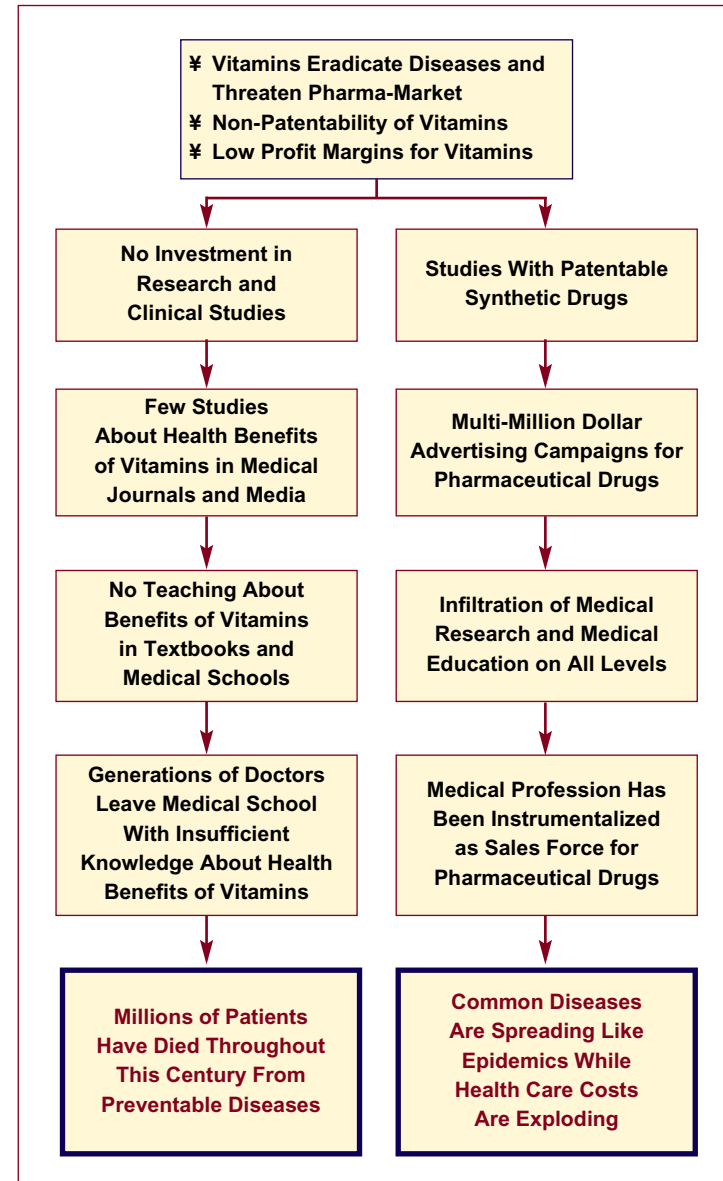 ¥ Vitamins Eradicate Diseases and
Threaten Pharma-Market
¥ Non-Patentability of Vitamins
¥ Low Profit Margins for Vitamins
No Investment in
Research and
Clinical Studies
Studies With Patentable
Synthetic Drugs
Few Studies
About Health Benefits
of Vitamins in Medical
Journals and Media
Multi-Million Dollar
Advertising Campaigns for
Pharmaceutical Drugs
No Teaching About
Benefits of Vitamins
in Textbooks and
Medical Schools
Infiltration of Medical
Research and Medical
Education on All Levels
Generations of Doctors
Leave Medical School
With Insufficient
Knowledge About Health
Benefits of Vitamins
Medical Profession Has
Been Instrumentalized
as Sales Force for
Pharmaceutical Drugs
Millions of Patients
Have Died Throughout
This Century From
Preventable Diseases
Common Diseases
Are Spreading Like
Epidemics While
Health Care Costs
Are Exploding